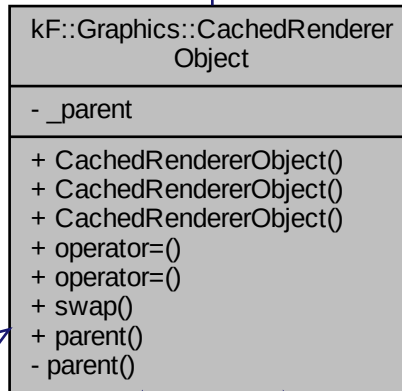 kF::Graphics::CachedRenderer
Object
- _parent
+ CachedRendererObject()
+ CachedRendererObject()
+ CachedRendererObject()
+ operator=()
+ operator=()
+ swap()
+ parent()
- parent()